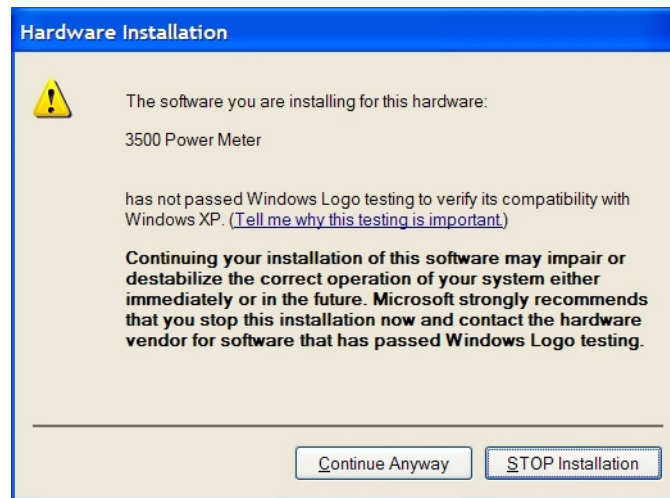 Hardware Installation
The software you are installing for this hardware:
3500 Power Meter
has not passed Windows Logo testing to verify its compatibility with
Windows XP. (Tell me why this testing is important.)
Continuing your installation of this software may impair or
destabilize the correct operation of your system either
immediately or in the future. Microsoft strongly recommends
that you stop this installation now and contact the hardware
vendor for software that has passed Windows Logo testing.
Continue Anyway
STOP Installation